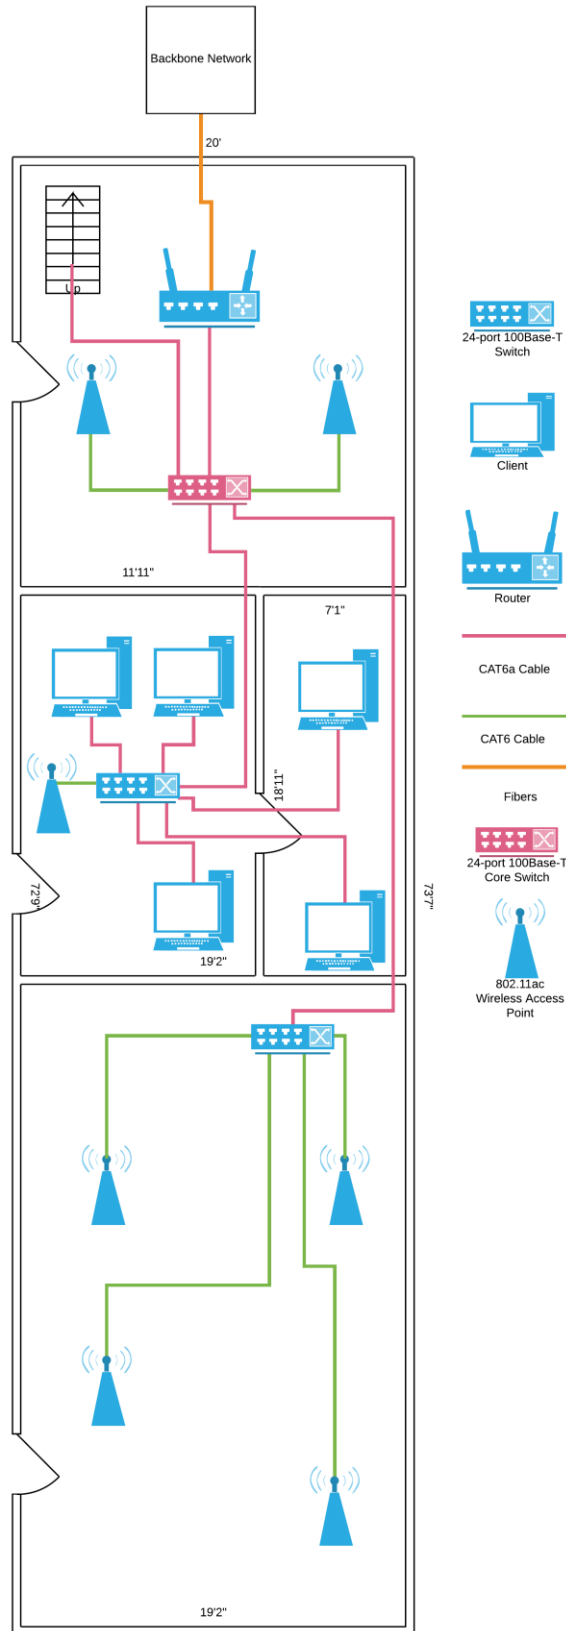 Backbone Network
20'
Up
24-port 100Base-T
Switch
Client
11'11"
7'1"
Router
CAT6a Cable
CAT6 Cable
18'11"
Fibers
24-port 100Base-T
Core Switch
72'9"
73'7"
19'2"
802.11ac
Wireless Access
Point
19'2"